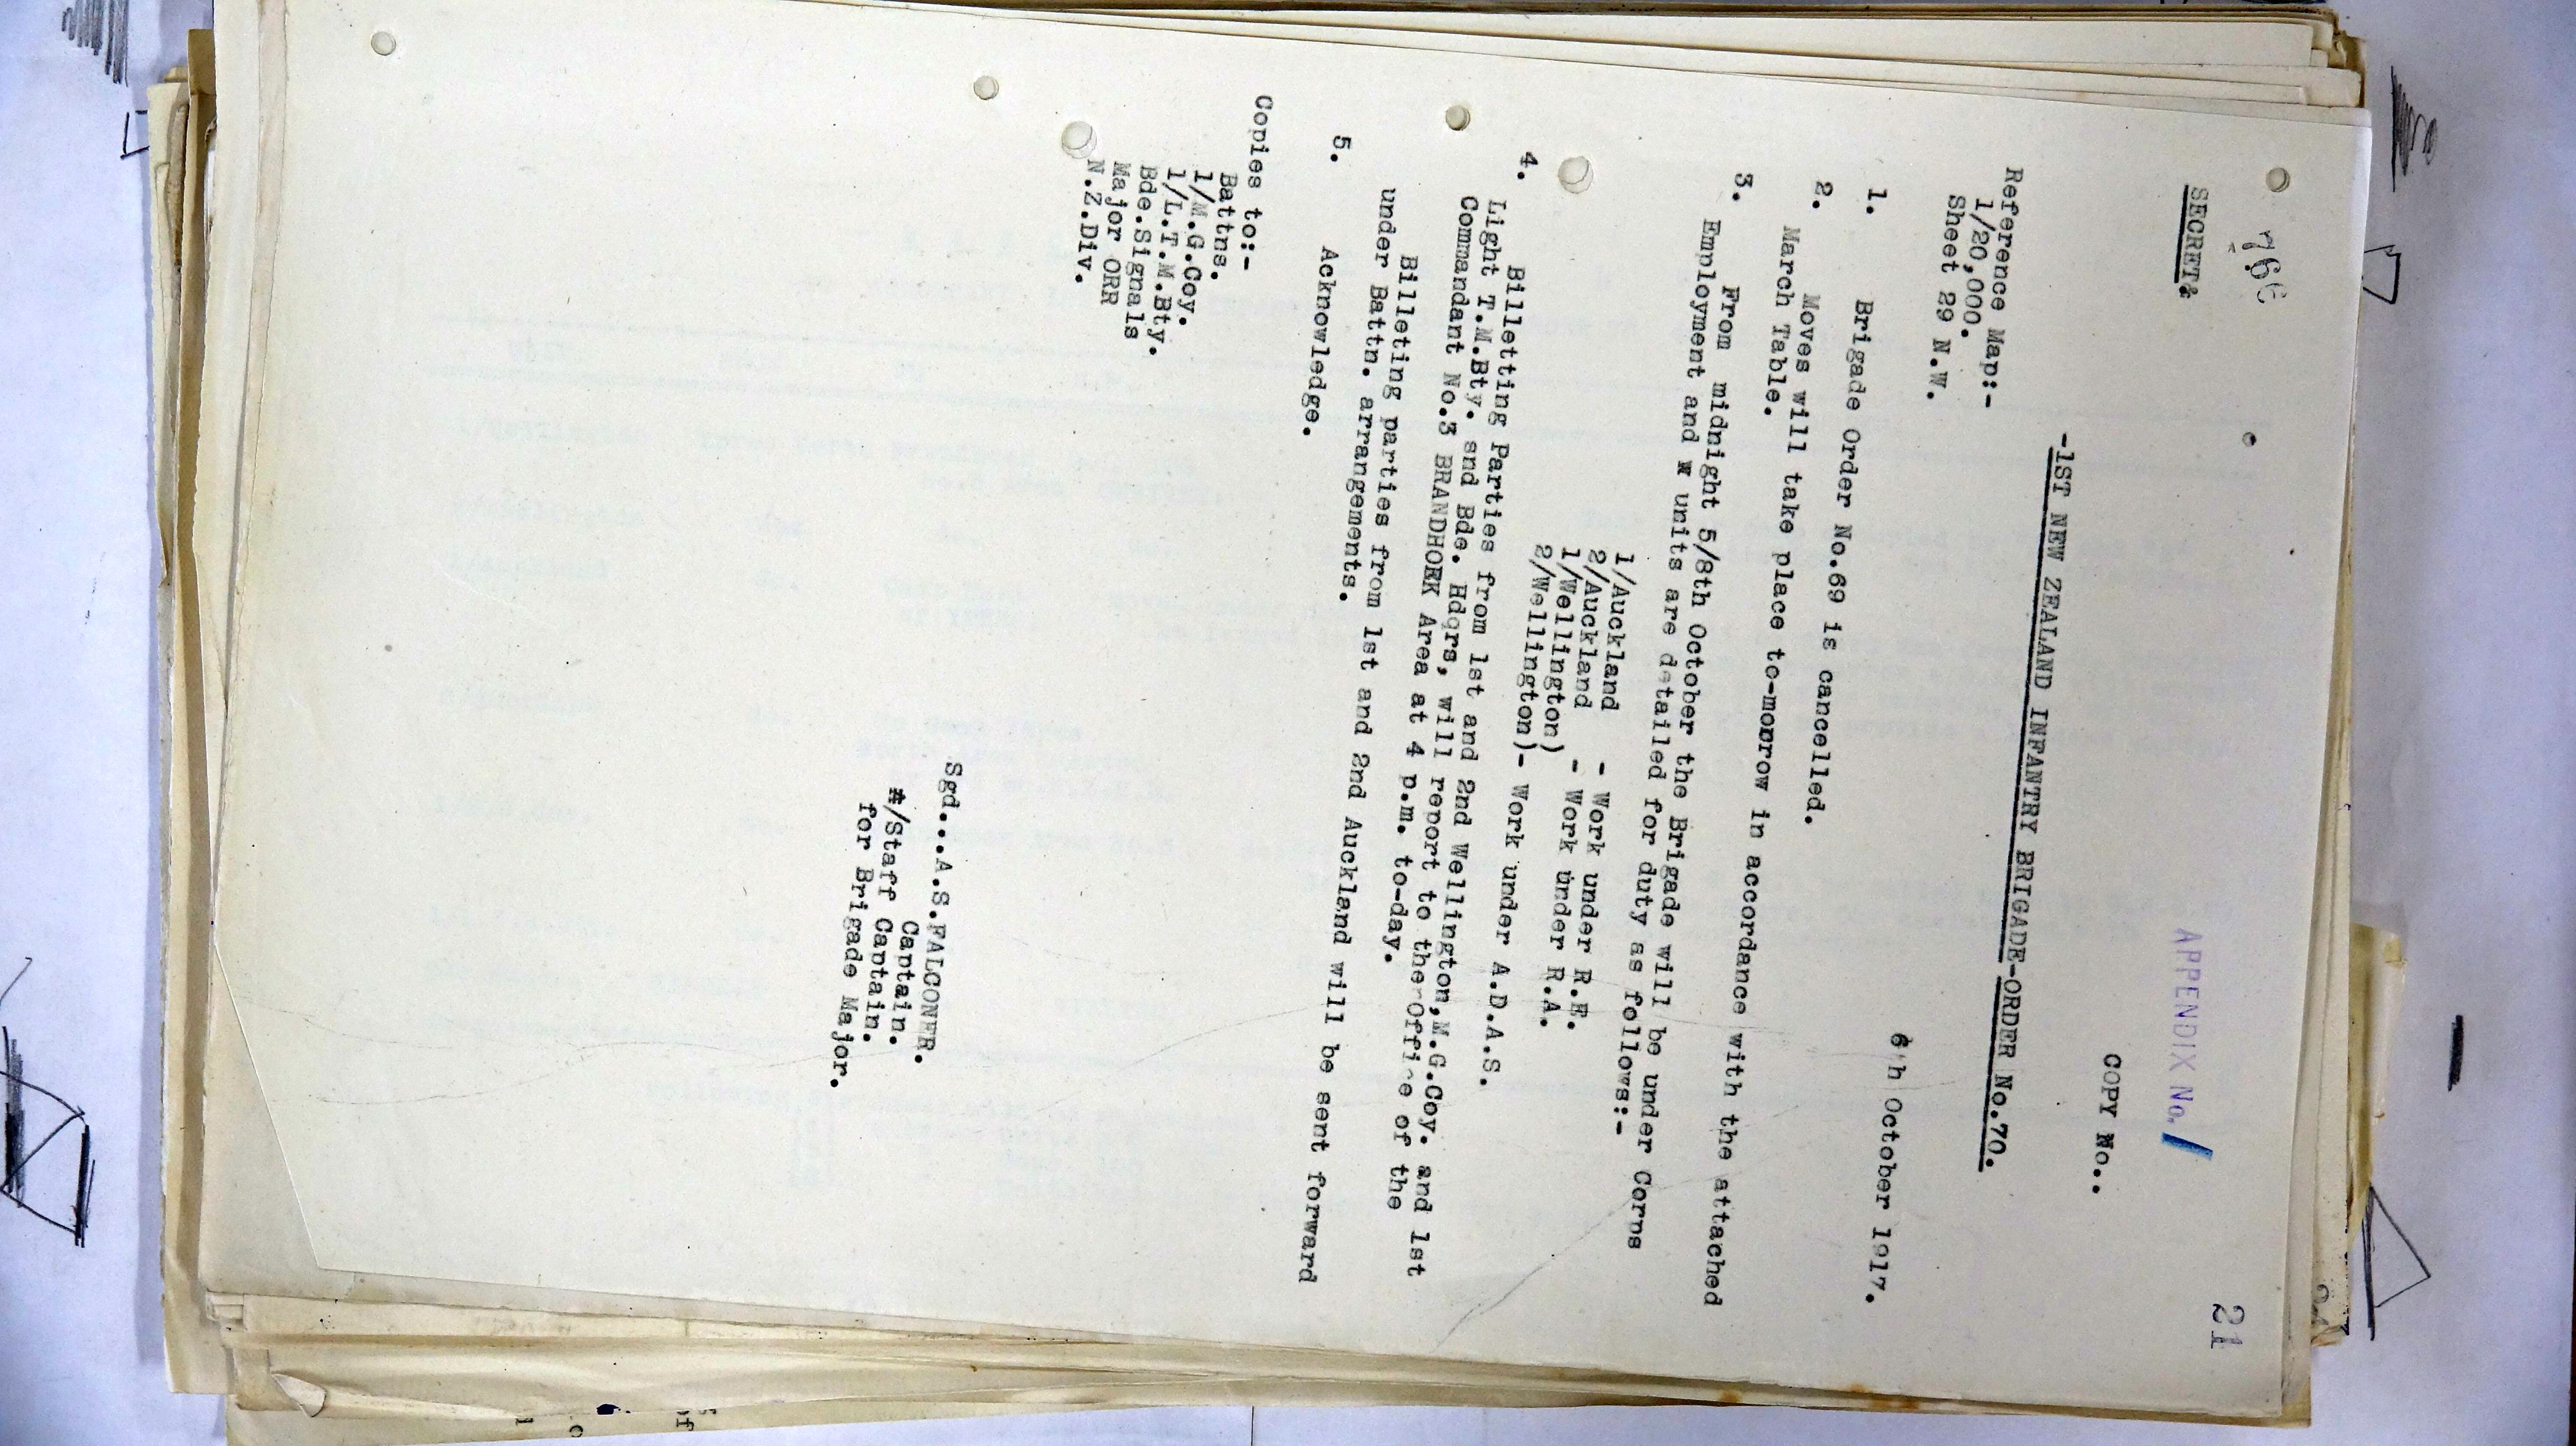 766
21
SECRET&
APPENDIX No. 1
COPY No..
-1ST NEW ZEALAND INFANTRY BRIGADE-ORDER No.70.
Reference Map:-
1/20,000.
Sheet 29 N.W.
6th October 1917.
1. Brigade Order No.69 is cancelled.
2. Moves will take place to-morrow in accordance with the attached
March Table.
3. From midnight 5/8th October the Brigade will be under Corps
Employment and units are detailed for duty as follows:-
1/Auckland - Work under R.E.
2/Auckland - Work under R.A.
1/Wellington)
2/Wellington)- Work under A.D.A.S.
4. Billetting Parties from 1st and 2nd Wellington,M.G.Coy. and 1st
Light T.M.Bty. snd Bde. Hdqrs, will report to the Office of the
Commandant No.3 BRANDHOEK Area at 4 p.m. to-day.
Billeting parties from 1st and 2nd Auckland will be sent forward
under Battn. arrangements.
5. Acknowledge.
Sgd...A.S.FALCONER.
Captain.
/Staff Captain.
for Brigade Major.
Copies to:-
Battns.
1/M.G.Coy.
1/L.T.M.Bty.
Bde.Signals
Major ORR
N.Z.Div.